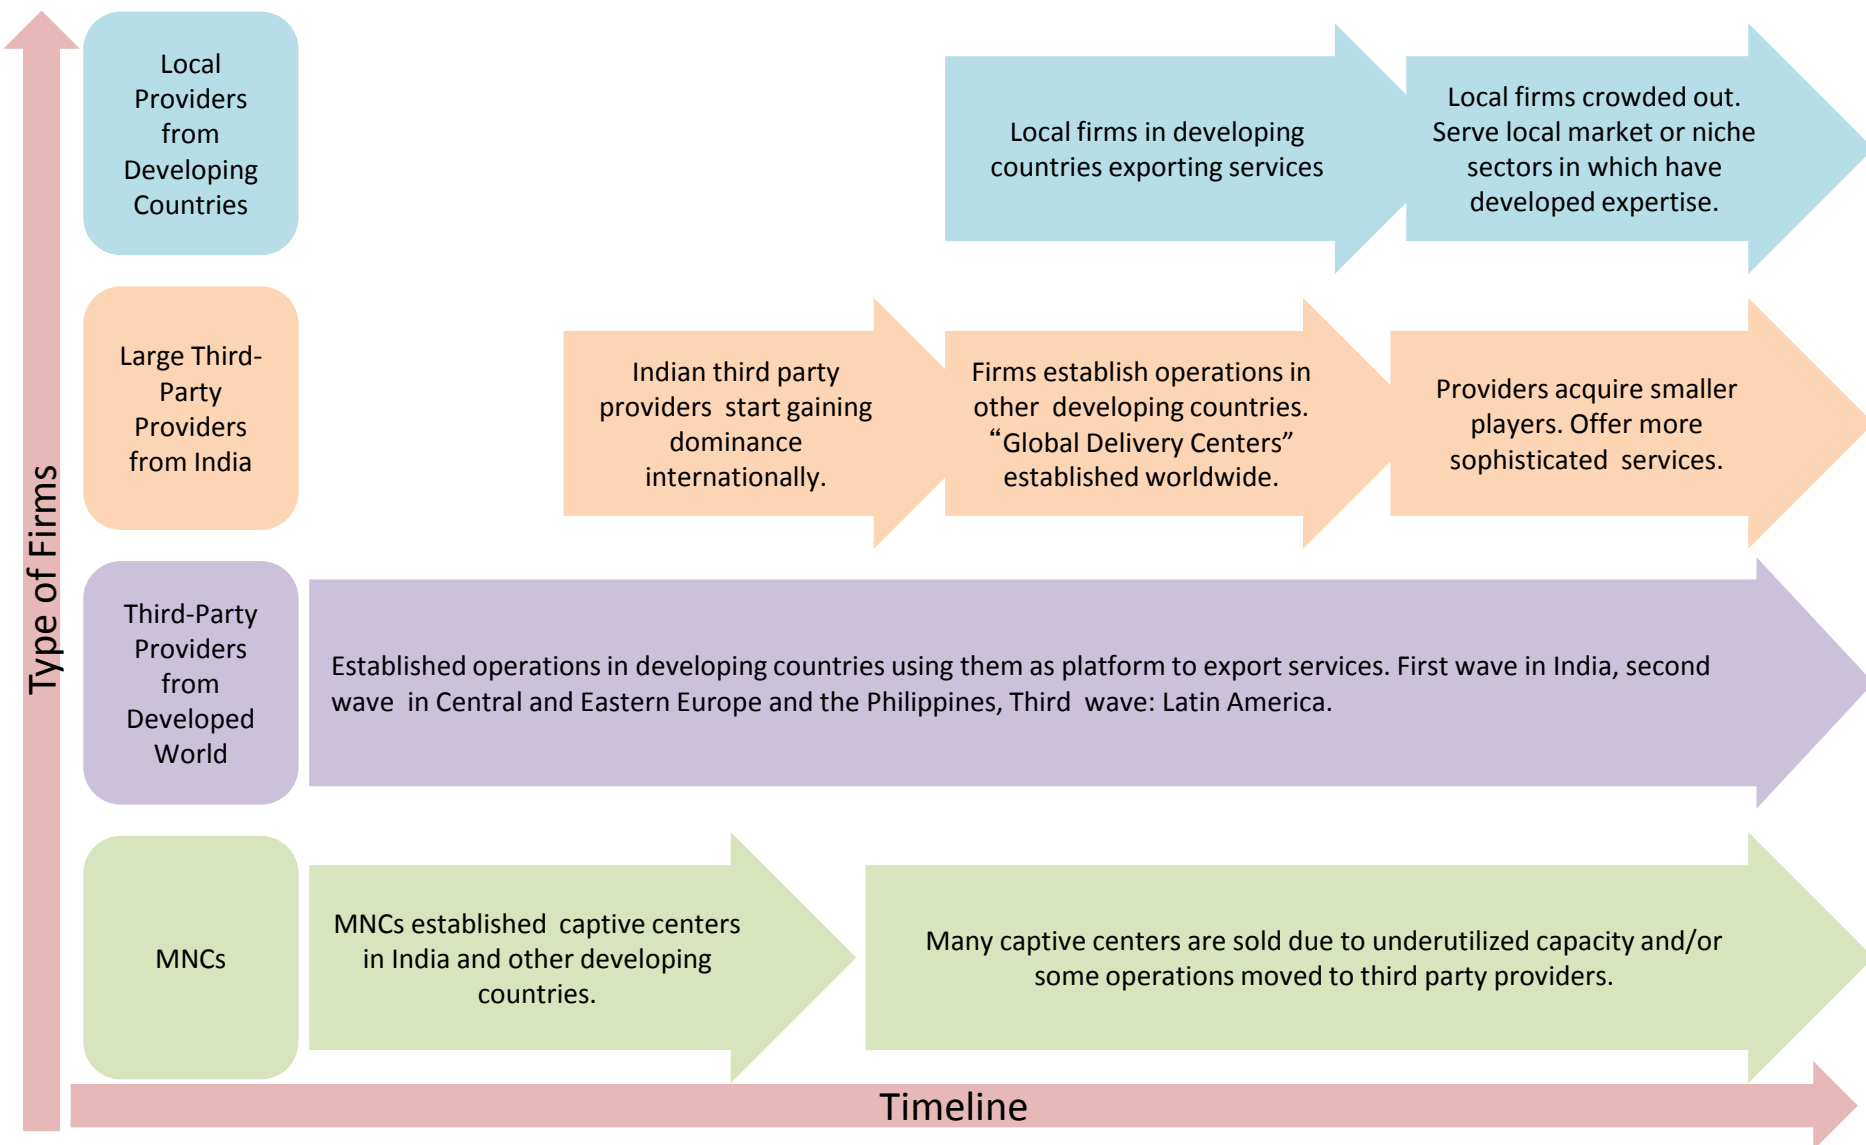 Type of Firms
Local
Providers
from
Developing
Countries
Local firms in developing
countries exporting services
Local firms crowded out.
Serve local market or niche
sectors in which have
developed expertise.
Large Third-
Party
Providers
from India
Indian third party
providers start gaining
dominance
internationally.
Firms establish operations in
other developing countries.
“Global Delivery Centers”
established worldwide.
Providers acquire smaller
players. Offer more
sophisticated services.
Third-Party
Providers
from
Developed
World
Established operations in developing countries using them as platform to export services. First wave in India, second
wave in Central and Eastern Europe and the Philippines, Third wave: Latin America.
MNCs
MNCs established captive centers
in India and other developing
countries.
Many captive centers are sold due to underutilized capacity and/or
some operations moved to third party providers.
Timeline